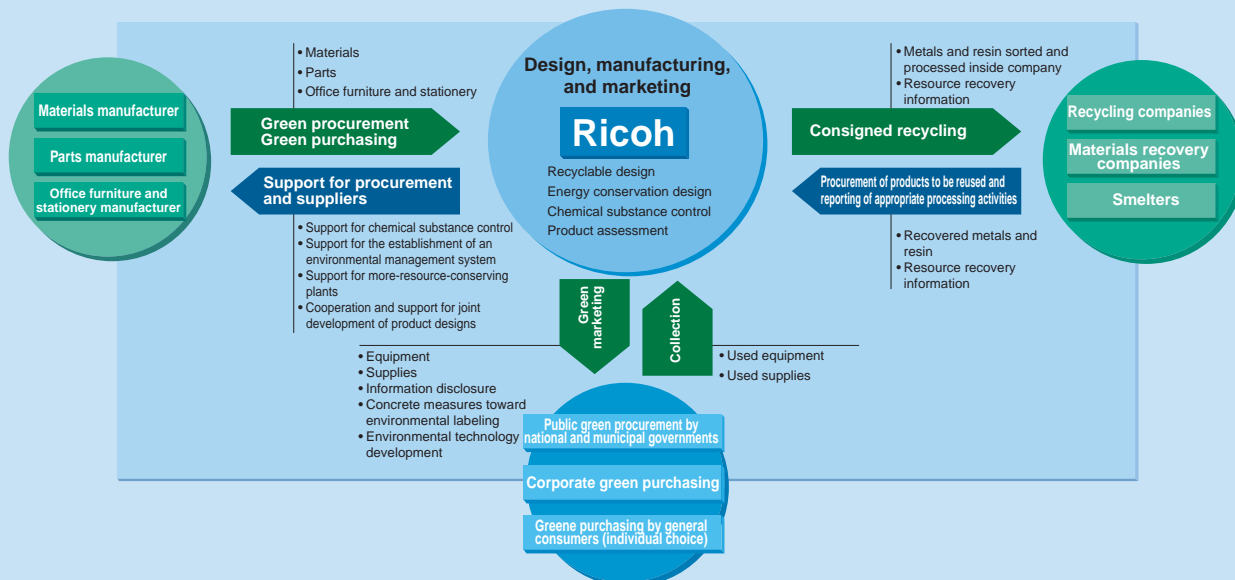 Materials manufacturer
Parts manufacturer
Office furniture and
stationery manufacturer
• Materials
• Parts
• Office furniture and stationery
Green procurement
Green purchasing
Support for procurement
and suppliers
• Support for chemical substance control
• Support for the establishment of an
environmental management system
• Support for more-resource-conserving
plants
• Cooperation and support for joint
development of product designs
Design, manufacturing,
and marketing
Ricoh
Recyclable design
Energy conservation design
Chemical substance control
Product assessment
• Metals and resin sorted and
processed inside company
• Resource recovery
information
Consigned recycling
Procurement of products to be reused and
reporting of appropriate processing activities
• Recovered metals and
resin
• Resource recovery
information
Recycling companies
Materials recovery
companies
Smelters
Green
marketing
Collection
• Equipment
• Supplies
• Information disclosure
• Concrete measures toward
environmental labeling
• Environmental technology
development
• Used equipment
• Used supplies
Public green procurement by
national and municipal governments
Corporate green purchasing
Greene purchasing by general
consumers (individual choice)